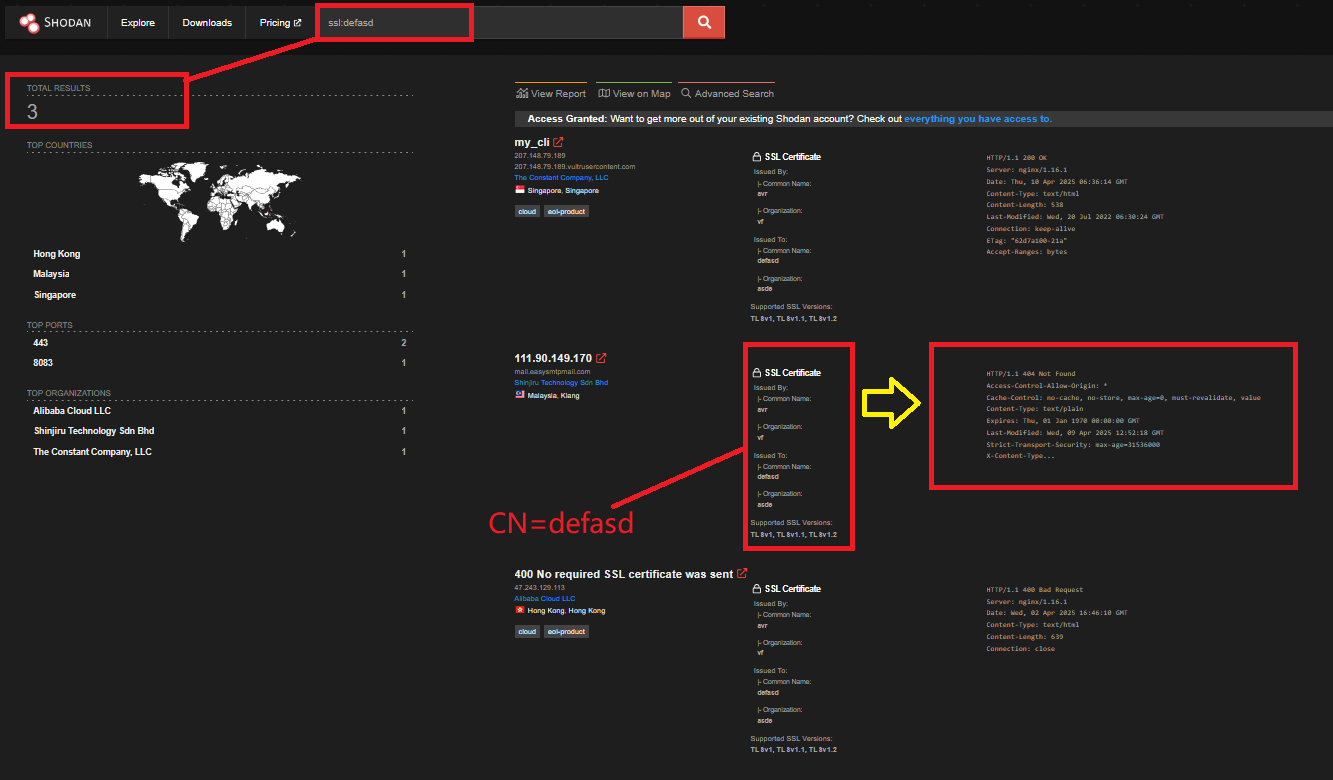 SHODAN
Explore
Downloads
Pricing
ssl:defasd
TOTAL RESULTS
3
TOP COUNTRIES
Hong Kong 1
Malaysia 1
Singapore 1
TOP PORTS
443 2
8083 1
TOP ORGANIZATIONS
Alibaba Cloud LLC 1
Shinjiru Technology Sdn Bhd 1
The Constant Company, LLC 1
View Report
View on Map
Advanced Search
Access Granted: Want to get more out of your existing Shodan account? Check out everything you have access to.
my_cli
207.148.79.189
207.148.79.189.vultrusercontent.com
The Constant Company, LLC
Singapore, Singapore
cloud
eol-product
SSL Certificate
Issued By:
|- Common Name:
avr
|- Organization:
vf
Issued To:
|- Common Name:
defasd
|- Organization:
asde
Supported SSL Versions:
TLSv1, TLSv1.1, TLSv1.2
HTTP/1.1 200 OK
Server: nginx/1.16.1
Date: Thu, 10 Apr 2025 06:36:14 GMT
Content-Type: text/html
Content-Length: 538
Last-Modified: Wed, 20 Jul 2022 06:30:24 GMT
Connection: keep-alive
ETag: "62d7a100-21a"
Accept-Ranges: bytes
111.90.149.170
mail.easysmtpmail.com
Shinjiru Technology Sdn Bhd
Malaysia, Klang
SSL Certificate
Issued By:
|- Common Name:
avr
|- Organization:
vf
Issued To:
|- Common Name:
defasd
|- Organization:
asde
Supported SSL Versions:
TLSv1, TLSv1.1, TLSv1.2
HTTP/1.1 404 Not Found
Access-Control-Allow-Origin: *
Cache-Control: no-cache, no-store, max-age=0, must-revalidate, value
Content-Type: text/plain
Expires: Thu, 01 Jan 1970 00:00:00 GMT
Last-Modified: Wed, 09 Apr 2025 12:52:18 GMT
Strict-Transport-Security: max-age=31536000
X-Content-Type...
CN=defasd
400 No required SSL certificate was sent
47.243.129.113
Alibaba Cloud LLC
Hong Kong, Hong Kong
cloud
eol-product
SSL Certificate
Issued By:
|- Common Name:
avr
|- Organization:
vf
Issued To:
|- Common Name:
defasd
|- Organization:
asde
Supported SSL Versions:
TLSv1, TLSv1.1, TLSv1.2
HTTP/1.1 400 Bad Request
Server: nginx/1.16.1
Date: Wed, 02 Apr 2025 16:46:10 GMT
Content-Type: text/html
Content-Length: 639
Connection: close